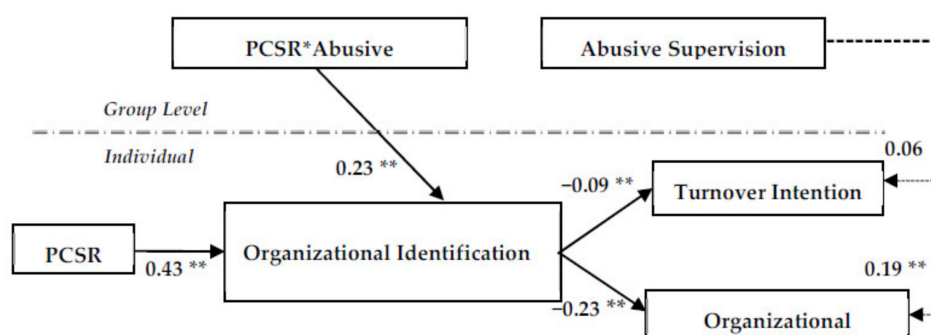 PCSR*Abusive
Abusive Supervision
Group Level
Individual
0.23 **
0.06
−0.09 **
Turnover Intention
PCSR
0.43 **
Organizational Identification
0.19 **
−0.23 **
Organizational